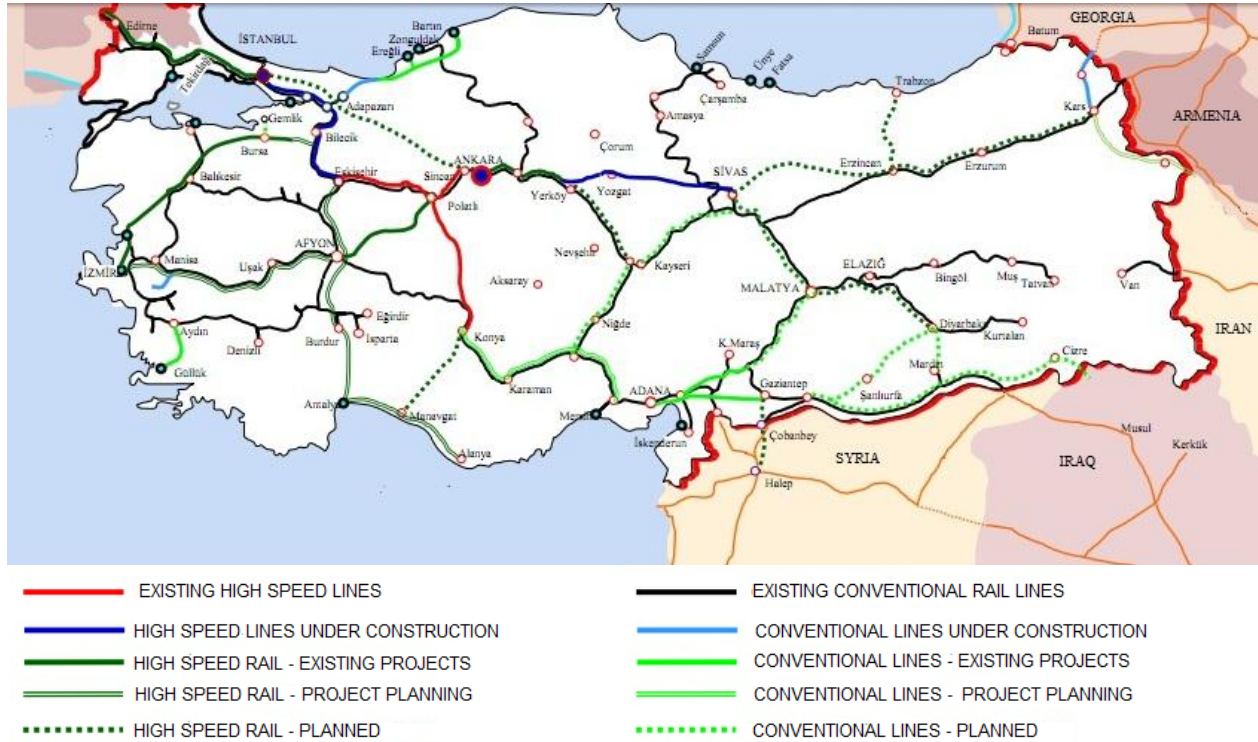 GEORGIA
Bartın
Zonguldak
Ereğli
Edirne
İSTANBUL
Batum
Tekirdağ
Samsun
Ünye
Fatsa
Trabzon
Çarşamba
Adapazarı
Gemlik
Amasya
Kars
ARMENIA
Bilecik
Bursa
Çorum
Erzincan
Erzurum
ANKARA
Sincan
Balıkesir
Eskişehir
SİVAS
Yerköy
Yozgat
Polatlı
AFYON
Nevşehir
Kayseri
Manisa
Uşak
İZMİR
ELAZIĞ
Bingöl
Muş
Tatvan
Van
Aksaray
MALATYA
İRAN
Eğirdir
Niğde
Diyarbakır
Kurtalan
Aydın
Denizli
Burdur
Isparta
Konya
K.Maraş
Cizre
Mardin
Güllük
Karaman
ADANA
Gaziantep
Şanlıurfa
Antalya
Manavgat
Mersin
İskenderun
Çobanbey
Musul
Kerkük
SYRIA
IRAQ
Alanya
Halep
EXISTING HIGH SPEED LINES
EXISTING CONVENTIONAL RAIL LINES
HIGH SPEED LINES UNDER CONSTRUCTION
CONVENTIONAL LINES UNDER CONSTRUCTION
HIGH SPEED RAIL - EXISTING PROJECTS
CONVENTIONAL LINES - EXISTING PROJECTS
HIGH SPEED RAIL - PROJECT PLANNING
CONVENTIONAL LINES - PROJECT PLANNING
HIGH SPEED RAIL - PLANNED
CONVENTIONAL LINES - PLANNED